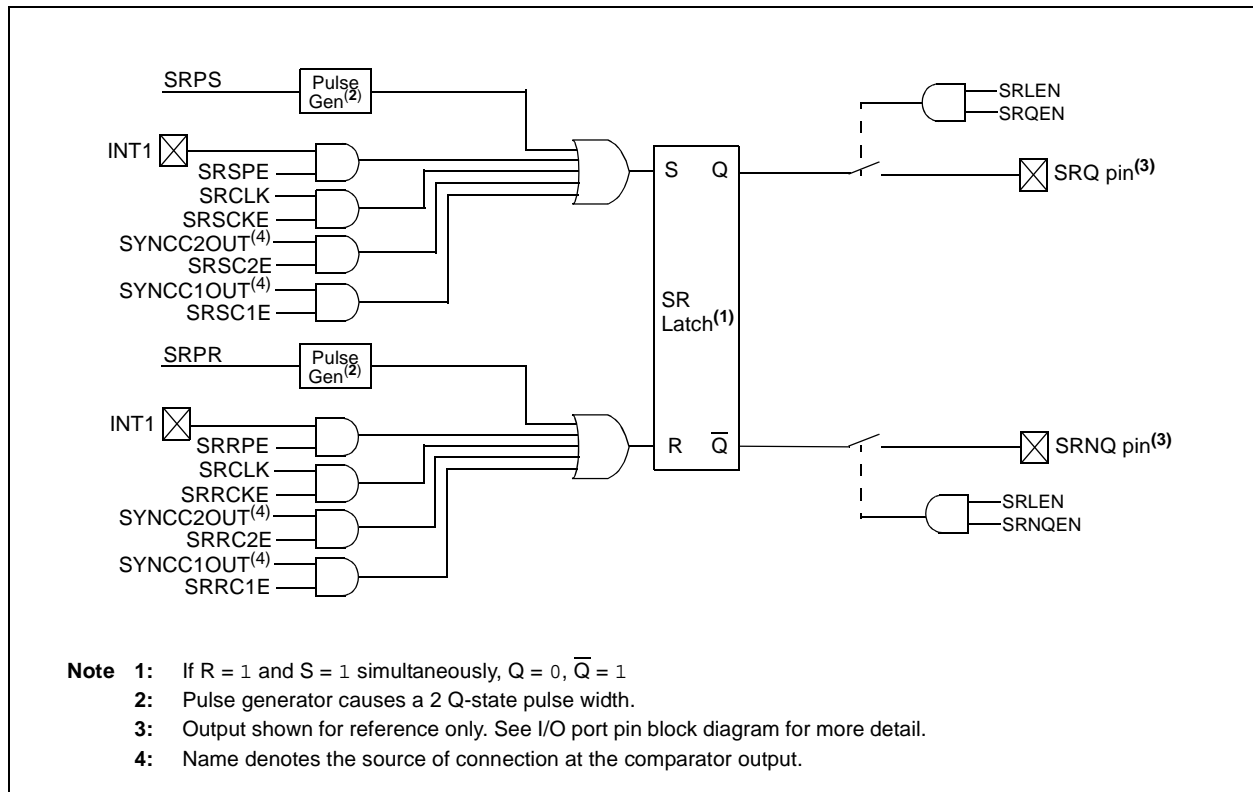 SRPS
Pulse
Gen(2)
SRLEN
SRQEN
INT1
SRSPE
SRCLK
SRSCKE
SYNCC2OUT(4)
SRSC2E
SYNCC1OUT(4)
SRSC1E
S Q
SRQ pin(3)
SR
Latch(1)
SRPR
Pulse
Gen(2)
INT1
SRRPE
SRCLK
SRRCKE
SYNCC2OUT(4)
SRRC2E
SYNCC1OUT(4)
SRRC1E
R Q̅
SRNQ pin(3)
SRLEN
SRNQEN
Note 1: If R = 1 and S = 1 simultaneously, Q = 0, Q̅ = 1
2: Pulse generator causes a 2 Q-state pulse width.
3: Output shown for reference only. See I/O port pin block diagram for more detail.
4: Name denotes the source of connection at the comparator output.